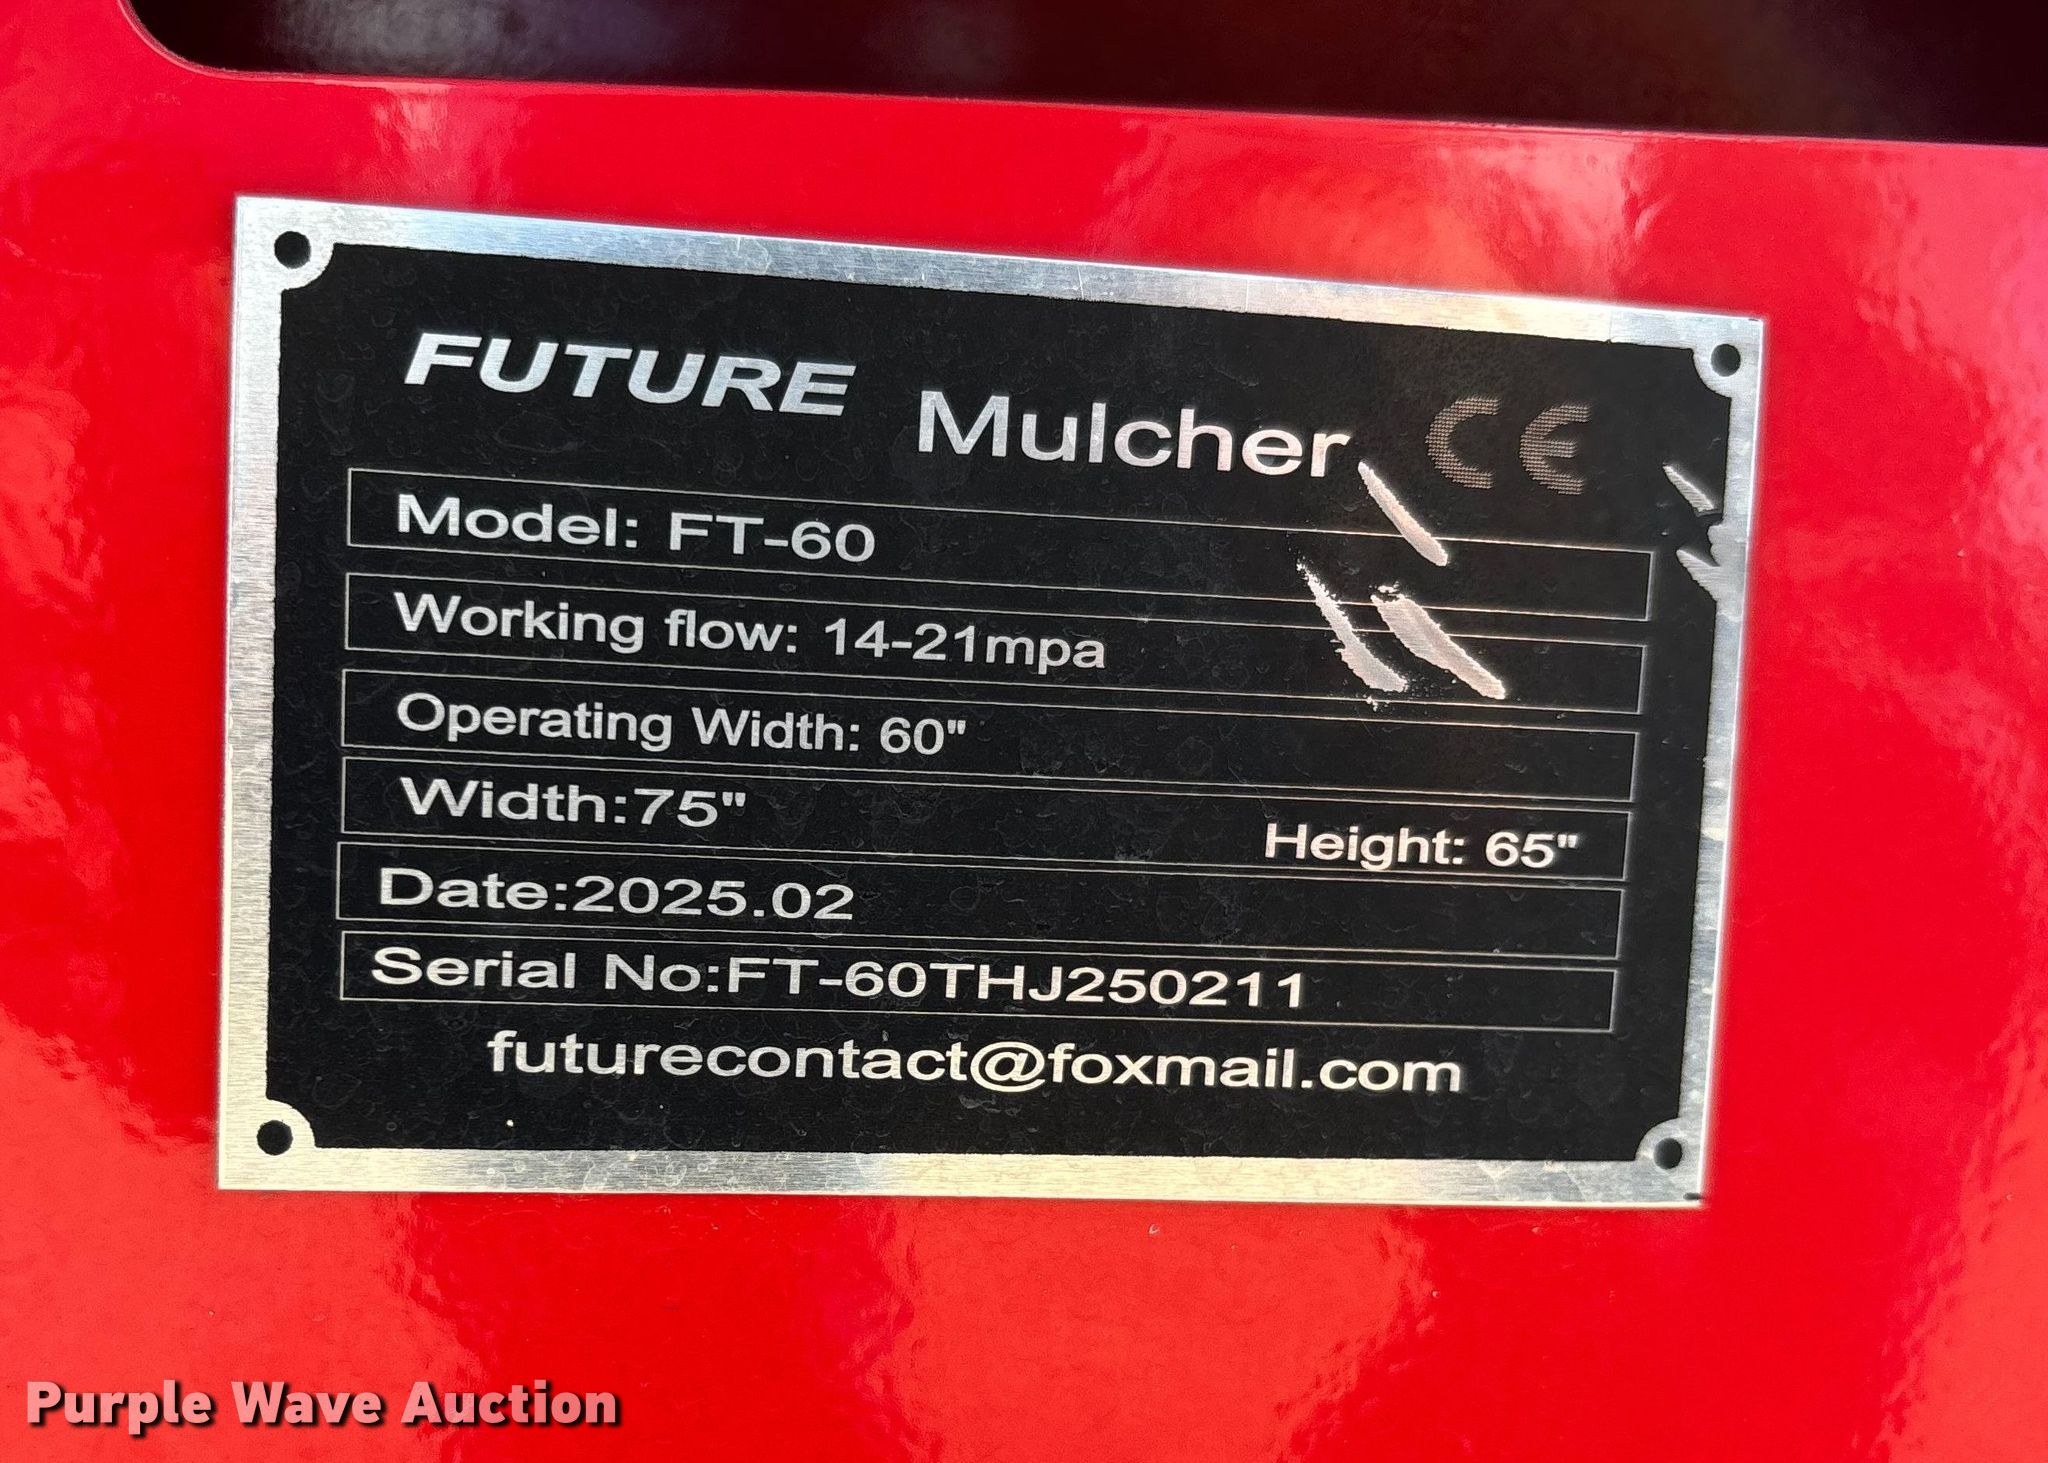 FUTURE Mulcher CE
Model: FT-60
Working flow: 14-21mpa
Operating Width: 60"
Width:75" Height: 65"
Date:2025.02
Serial No:FT-60THJ250211
futurecontact@foxmail.com
Purple Wave Auction